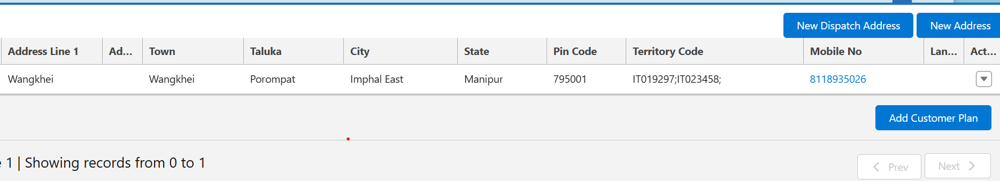 New Dispatch Address New Address
Address Line 1 Ad... Town Taluka City State Pin Code Territory Code Mobile No Lan... Act...
Wangkhei Wangkhei Porompat Imphal East Manipur 795001 IT019297;IT023458; 8118935026
Add Customer Plan
1 | Showing records from 0 to 1
Prev Next